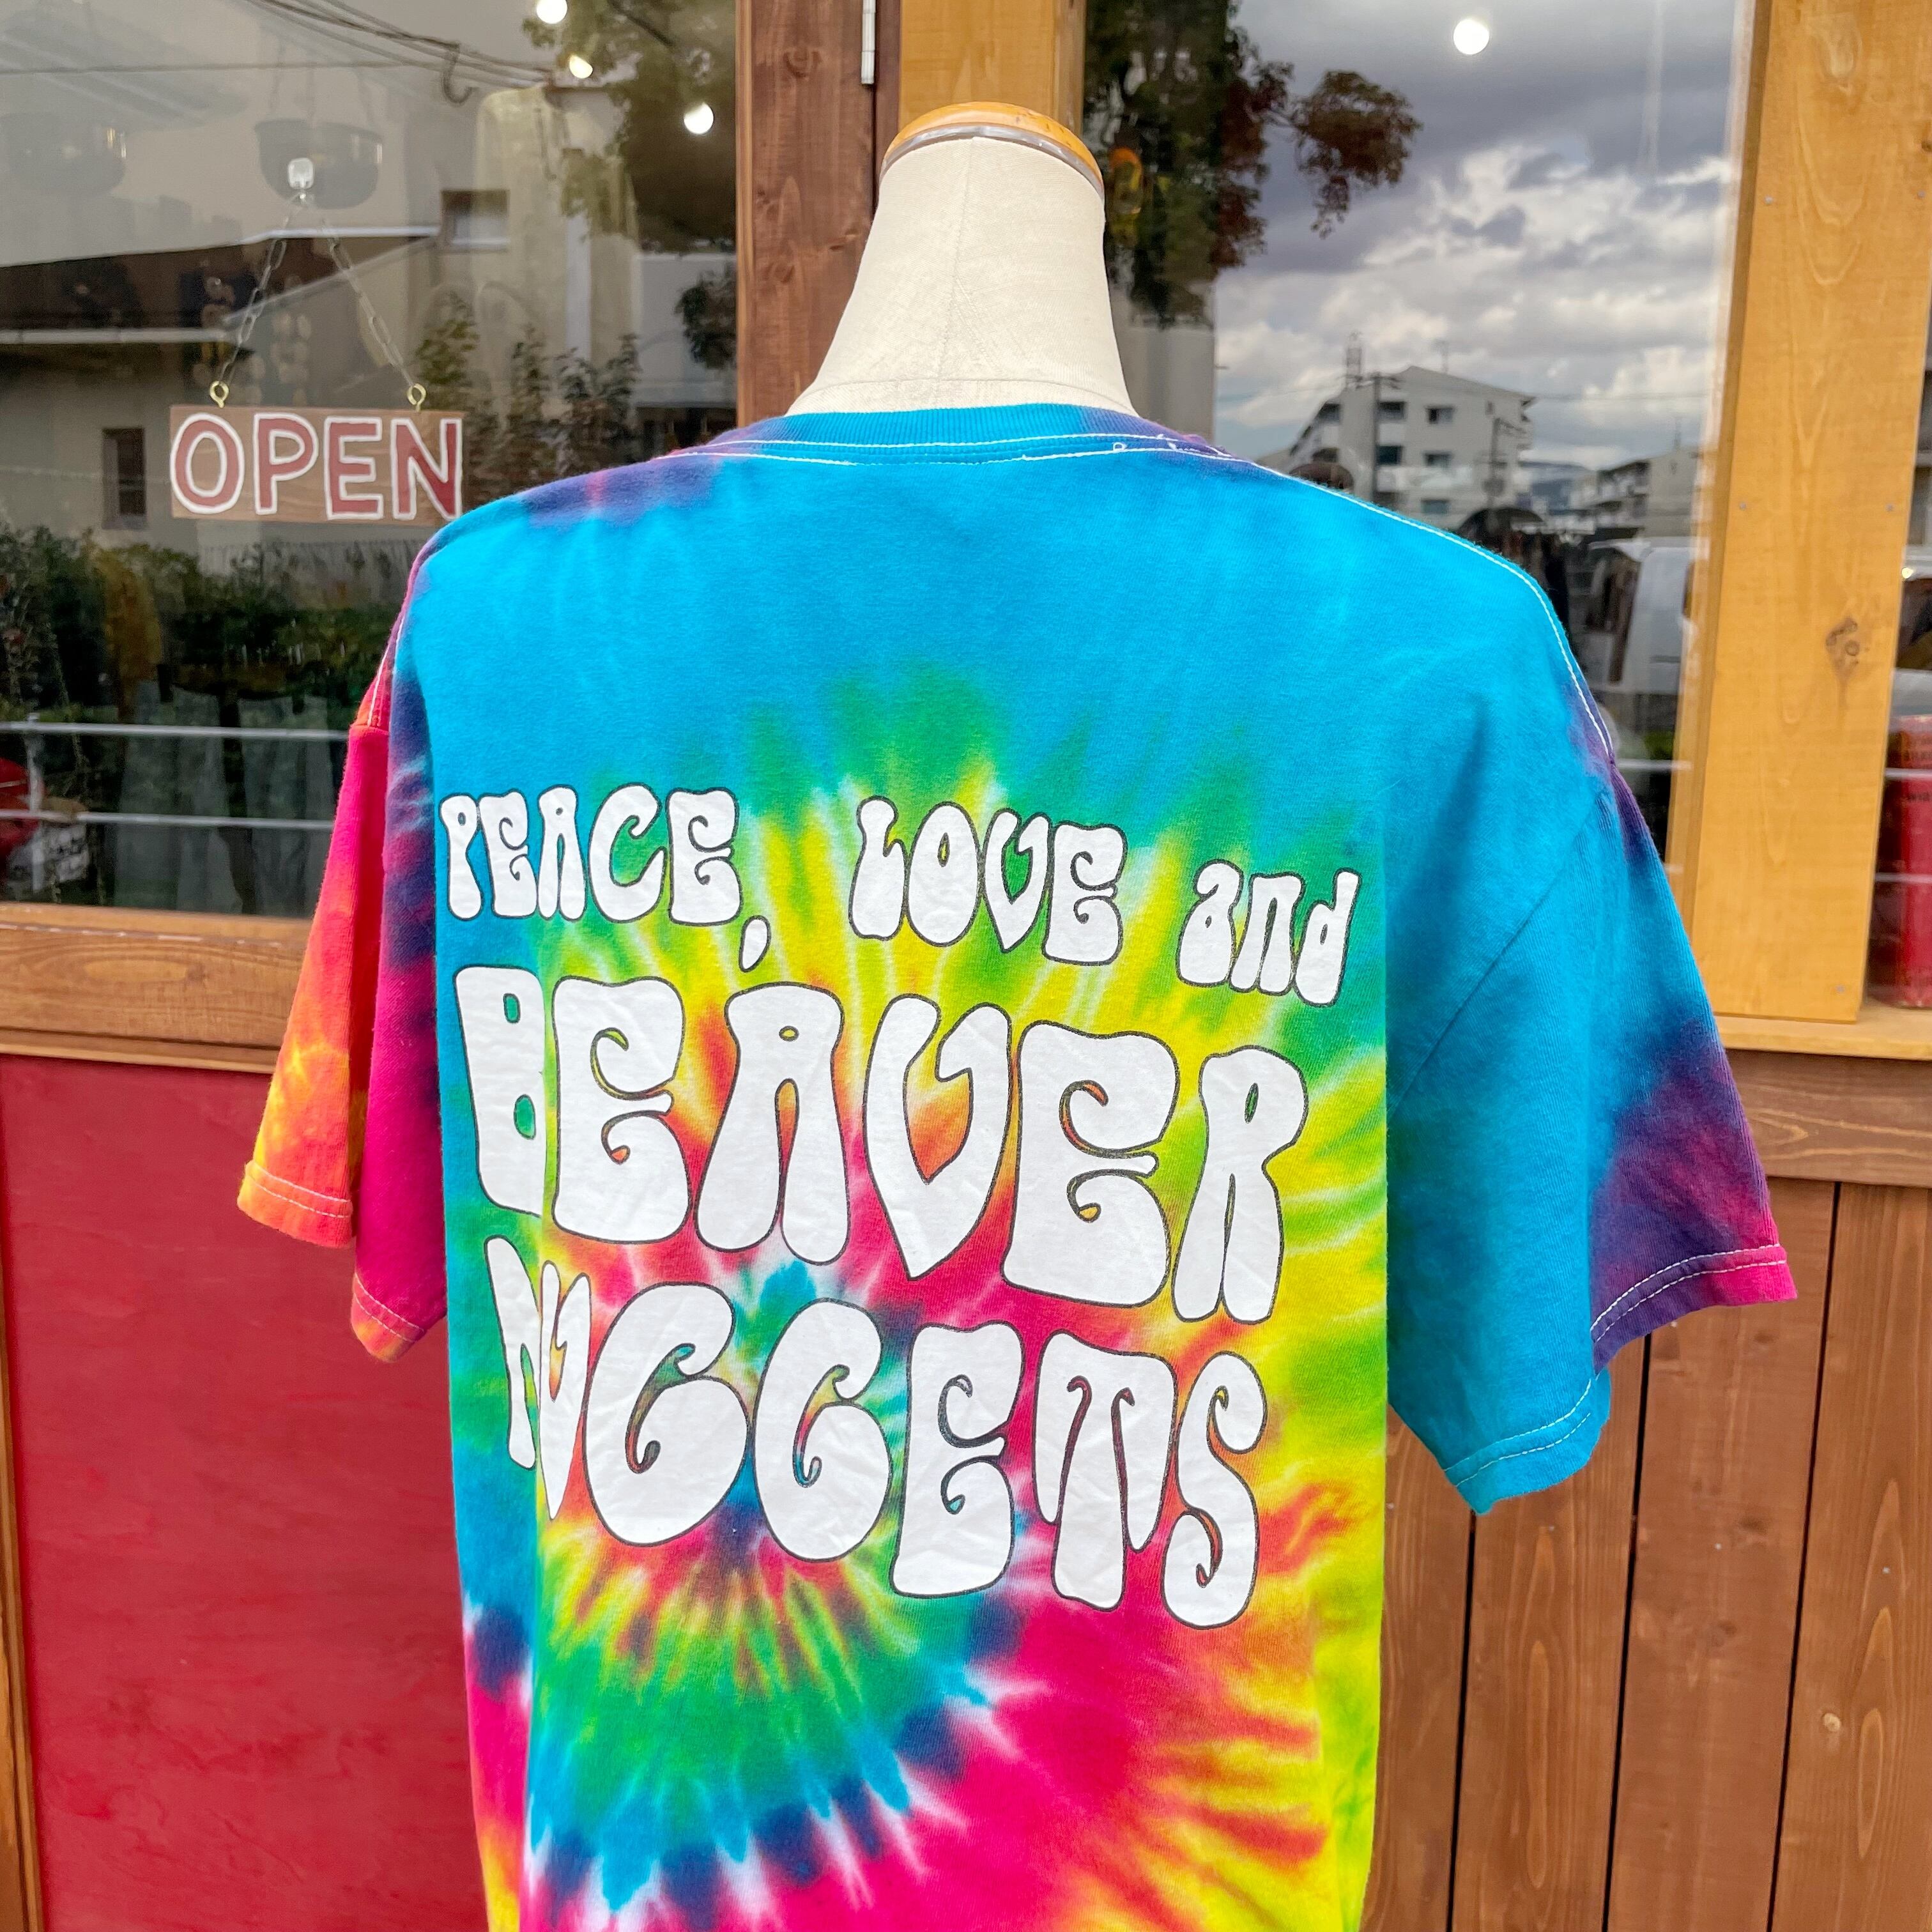 OPEN
PEACE, LOVE and
BEAVER
NUGGETS